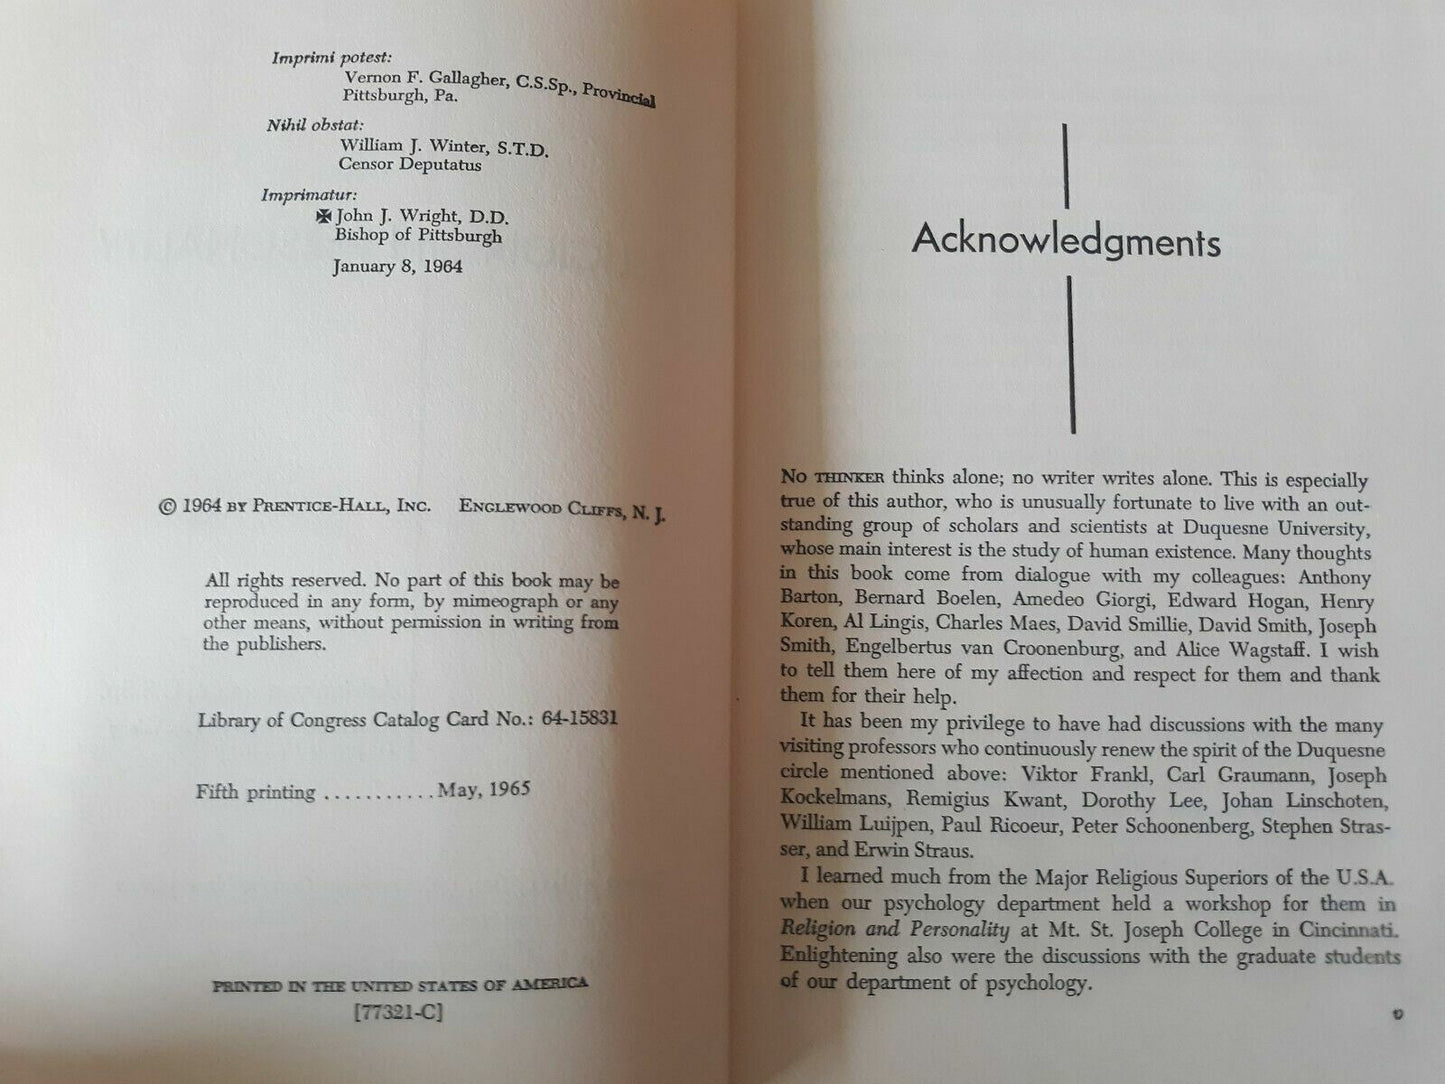 Imprimi potest:
Vernon F. Gallagher, C.S.Sp., Provincial
Pittsburgh, Pa.
Nihil obstat:
William J. Winter, S.T.D.
Censor Deputatus
Imprimatur:
✠ John J. Wright, D.D.
Bishop of Pittsburgh
January 8, 1964
© 1964 BY PRENTICE-HALL, INC. ENGLEWOOD CLIFFS, N. J.
All rights reserved. No part of this book may be
reproduced in any form, by mimeograph or any
other means, without permission in writing from
the publishers.
Library of Congress Catalog Card No.: 64-15831
Fifth printing ...........May, 1965
PRINTED IN THE UNITED STATES OF AMERICA
[77321-C]
Acknowledgments
NO THINKER thinks alone; no writer writes alone. This is especially
true of this author, who is unusually fortunate to live with an out-
standing group of scholars and scientists at Duquesne University,
whose main interest is the study of human existence. Many thoughts
in this book come from dialogue with my colleagues: Anthony
Barton, Bernard Boelen, Amedeo Giorgi, Edward Hogan, Henry
Koren, Al Lingis, Charles Maes, David Smillie, David Smith, Joseph
Smith, Engelbertus van Croonenburg, and Alice Wagstaff. I wish
to tell them here of my affection and respect for them and thank
them for their help.
It has been my privilege to have had discussions with the many
visiting professors who continuously renew the spirit of the Duquesne
circle mentioned above: Viktor Frankl, Carl Graumann, Joseph
Kockelmans, Remigius Kwant, Dorothy Lee, Johan Linschoten,
William Luijpen, Paul Ricoeur, Peter Schoonenberg, Stephen Stras-
ser, and Erwin Straus.
I learned much from the Major Religious Superiors of the U.S.A.
when our psychology department held a workshop for them in
Religion and Personality at Mt. St. Joseph College in Cincinnati.
Enlightening also were the discussions with the graduate students
of our department of psychology.